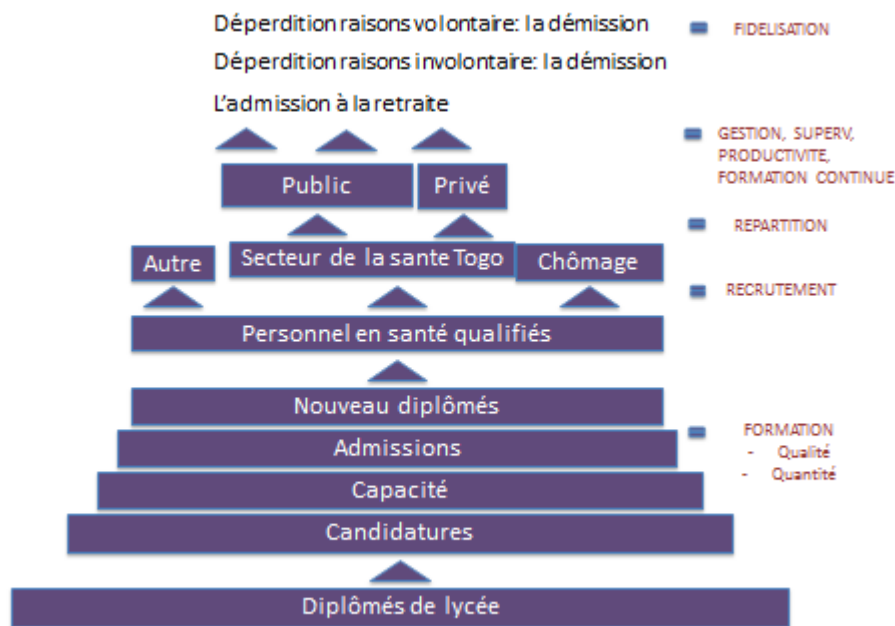 Déperdition raisons volontaire: la démission
FIDELISATION
Déperdition raisons involontaire: la démission
L'admission à la retraite
GESTION, SUPERV,
PRODUCTIVITE,
FORMATION CONTINUE
Public
Privé
REPARTITION
Autre
Secteur de la sante Togo
Chômage
RECRUTEMENT
Personnel en santé qualifiés
Nouveau diplômés
FORMATION
- Qualité
- Quantité
Admissions
Capacité
Candidatures
Diplômés de lycée